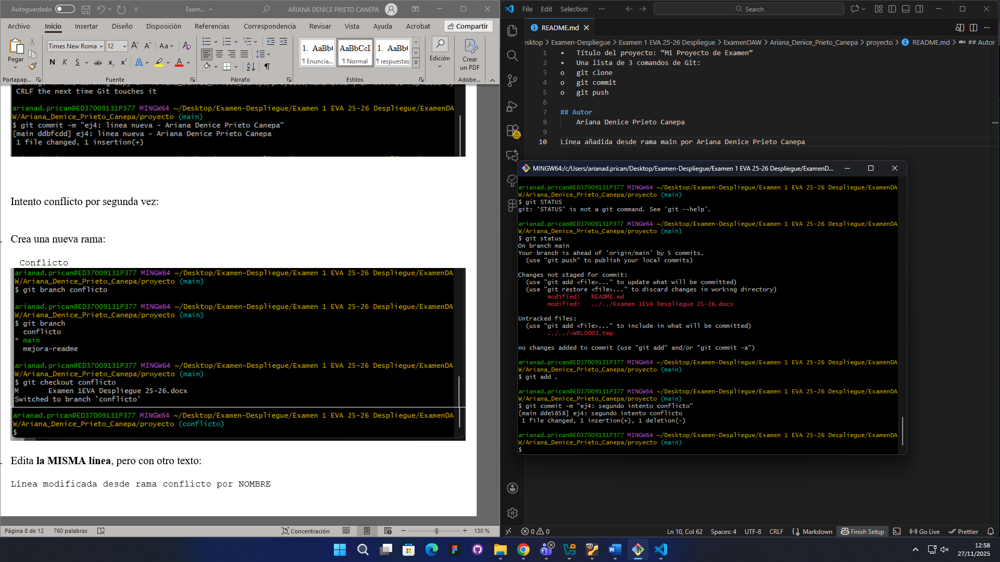 Autoguardado
Exam...
ARIANA DENICE PRIETO CANEPA
Archivo Inicio Insertar Diseño Disposición Referencias Correspondencia Revisar Vista Ayuda Acrobat Compartir
Pegar
Times New Roma 12
N K S ab x₂ x²
Aa
1. AaBb( AaBbCcI 1. AaBb(
¶ Enuncia... ¶ Normal ¶ respuestas
Edición
Crear
un PDF
Portapap... Fuente Párrafo Estilos Adobe...
CRLF the next time Git touches it
arianad.prican@ED37009131P377 MINGW64 ~/Desktop/Examen-Despliegue/Examen 1 EVA 25-26 Despliegue/ExamenDA
W/Ariana_Denice_Prieto_Canepa/proyecto (main)
$ git commit -m "ej4: linea nueva - Ariana Denice Prieto Canepa"
[main ddbfcdd] ej4: linea nueva - Ariana Denice Prieto Canepa
1 file changed, 1 insertion(+)
Intento conflicto por segunda vez:
. Crea una nueva rama:
Conflicto
arianad.prican@ED37009131P377 MINGW64 ~/Desktop/Examen-Despliegue/Examen 1 EVA 25-26 Despliegue/ExamenDA
W/Ariana_Denice_Prieto_Canepa/proyecto (main)
$ git branch conflicto
arianad.prican@ED37009131P377 MINGW64 ~/Desktop/Examen-Despliegue/Examen 1 EVA 25-26 Despliegue/ExamenDA
W/Ariana_Denice_Prieto_Canepa/proyecto (main)
$ git branch
conflicto
* main
mejora-readme
arianad.prican@ED37009131P377 MINGW64 ~/Desktop/Examen-Despliegue/Examen 1 EVA 25-26 Despliegue/ExamenDA
W/Ariana_Denice_Prieto_Canepa/proyecto (main)
$ git checkout conflicto
M Examen 1EVA Despliegue 25-26.docx
Switched to branch 'conflicto'
arianad.prican@ED37009131P377 MINGW64 ~/Desktop/Examen-Despliegue/Examen 1 EVA 25-26 Despliegue/ExamenDA
W/Ariana_Denice_Prieto_Canepa/proyecto (conflicto)
$
. Edita la MISMA línea, pero con otro texto:
Línea modificada desde rama conflicto por NOMBRE
Página 8 de 12 760 palabras Concentración 130 %
File Edit Selection ··· Search
README.md
esktop > Examen-Despliegue > Examen 1 EVA 25-26 Despliegue > ExamenDAW > Ariana_Denice_Prieto_Canepa > proyecto > README.md > ## Autor
1 • Título del proyecto: “Mi Proyecto de Examen”
2 • Una lista de 3 comandos de Git:
3 o git clone
4 o git commit
5 o git push
6
7 ## Autor
8 Ariana Denice Prieto Canepa
9
10 Línea añadida desde rama main por Ariana Denice Prieto Canepa
MINGW64:/c/Users/arianad.prican/Desktop/Examen-Despliegue/Examen 1 EVA 25-26 Despliegue/ExamenD...
arianad.prican@ED37009131P377 MINGW64 ~/Desktop/Examen-Despliegue/Examen 1 EVA 25-26 Despliegue/ExamenDA
W/Ariana_Denice_Prieto_Canepa/proyecto (main)
$ git STATUS
git: 'STATUS' is not a git command. See 'git --help'.
arianad.prican@ED37009131P377 MINGW64 ~/Desktop/Examen-Despliegue/Examen 1 EVA 25-26 Despliegue/ExamenDA
W/Ariana_Denice_Prieto_Canepa/proyecto (main)
$ git status
On branch main
Your branch is ahead of 'origin/main' by 5 commits.
(use "git push" to publish your local commits)
Changes not staged for commit:
(use "git add <file>..." to update what will be committed)
(use "git restore <file>..." to discard changes in working directory)
modified: README.md
modified: ../../Examen 1EVA Despliegue 25-26.docx
Untracked files:
(use "git add <file>..." to include in what will be committed)
../../~WRL0003.tmp
no changes added to commit (use "git add" and/or "git commit -a")
arianad.prican@ED37009131P377 MINGW64 ~/Desktop/Examen-Despliegue/Examen 1 EVA 25-26 Despliegue/ExamenDA
W/Ariana_Denice_Prieto_Canepa/proyecto (main)
$ git add .
arianad.prican@ED37009131P377 MINGW64 ~/Desktop/Examen-Despliegue/Examen 1 EVA 25-26 Despliegue/ExamenDA
W/Ariana_Denice_Prieto_Canepa/proyecto (main)
$ git commit -m "ej4: segundo intento conflicto"
[main dde5858] ej4: segundo intento conflicto
1 file changed, 1 insertion(+), 1 deletion(-)
arianad.prican@ED37009131P377 MINGW64 ~/Desktop/Examen-Despliegue/Examen 1 EVA 25-26 Despliegue/ExamenDA
W/Ariana_Denice_Prieto_Canepa/proyecto (main)
$
0 0 Ln 10, Col 62 Spaces: 4 UTF-8 CRLF Markdown Finish Setup Go Live Prettier
12:58
27/11/2025